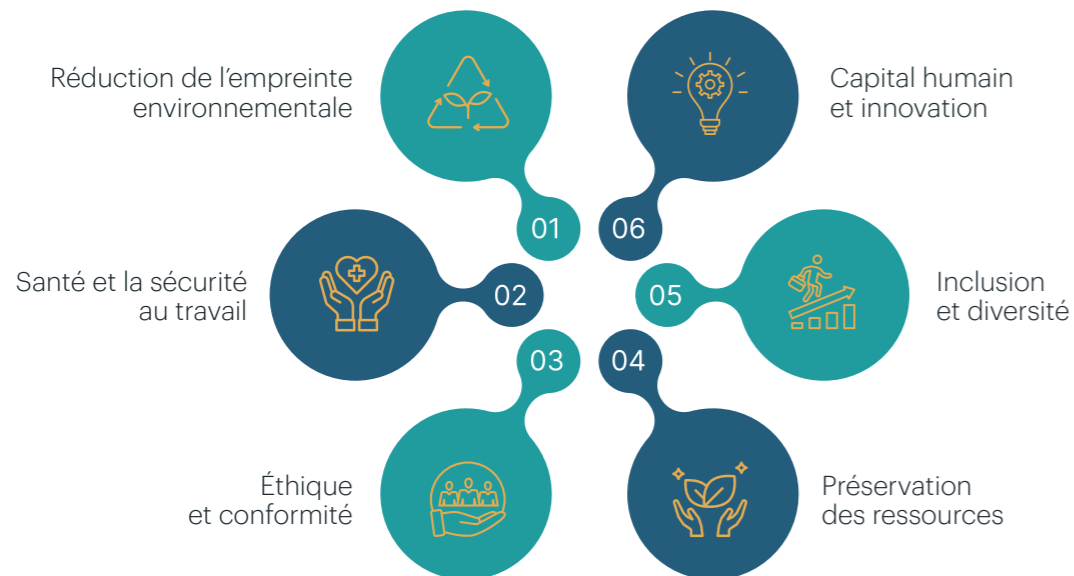 Réduction de l’empreinte
environnementale
01
Santé et la sécurité
au travail
02
Éthique
et conformité
03
04
Préservation
des ressources
05
Inclusion
et diversité
06
Capital humain
et innovation